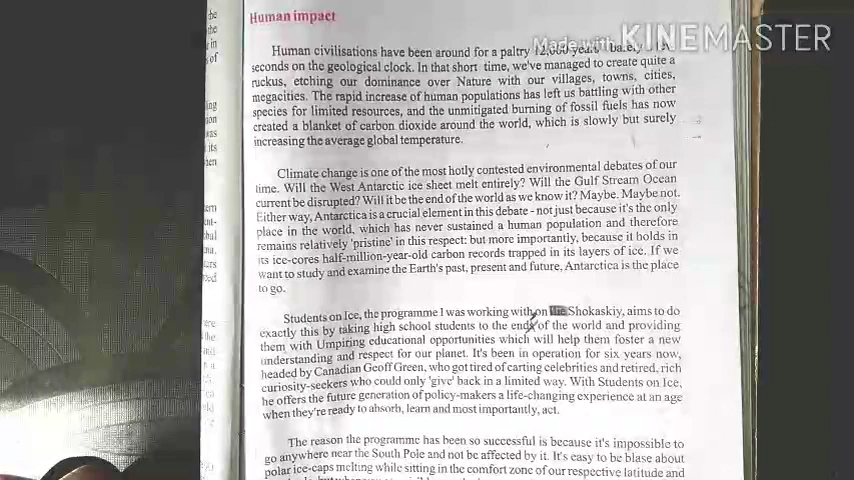 Human impact
Made with KINEMASTER
Human civilisations have been around for a paltry 12,000 years barely
seconds on the geological clock. In that short time, we've managed to create quite a
ruckus, etching our dominance over Nature with our villages, towns, cities,
megacities. The rapid increase of human populations has left us battling with other
species for limited resources, and the unmitigated burning of fossil fuels has now
created a blanket of carbon dioxide around the world, which is slowly but surely
increasing the average global temperature.
Climate change is one of the most hotly contested environmental debates of our
time. Will the West Antarctic ice sheet melt entirely? Will the Gulf Stream Ocean
current be disrupted? Will it be the end of the world as we know it? Maybe. Maybe not.
Either way, Antarctica is a crucial element in this debate - not just because it's the only
place in the world, which has never sustained a human population and therefore
remains relatively 'pristine' in this respect: but more importantly, because it holds in
its ice-cores half-million-year-old carbon records trapped in its layers of ice. If we
want to study and examine the Earth's past, present and future, Antarctica is the place
to go.
Students on Ice, the programme I was working with on the Shokaskiy, aims to do
exactly this by taking high school students to the ends of the world and providing
them with Umpiring educational opportunities which will help them foster a new
understanding and respect for our planet. It's been in operation for six years now,
headed by Canadian Geoff Green, who got tired of carting celebrities and retired, rich
curiosity-seekers who could only 'give' back in a limited way. With Students on Ice,
he offers the future generation of policy-makers a life-changing experience at an age
when they're ready to absorb, learn and most importantly, act.
The reason the programme has been so successful is because it's impossible to
go anywhere near the South Pole and not be affected by it. It's easy to be blase about
polar ice-caps melting while sitting in the comfort zone of our respective latitude and